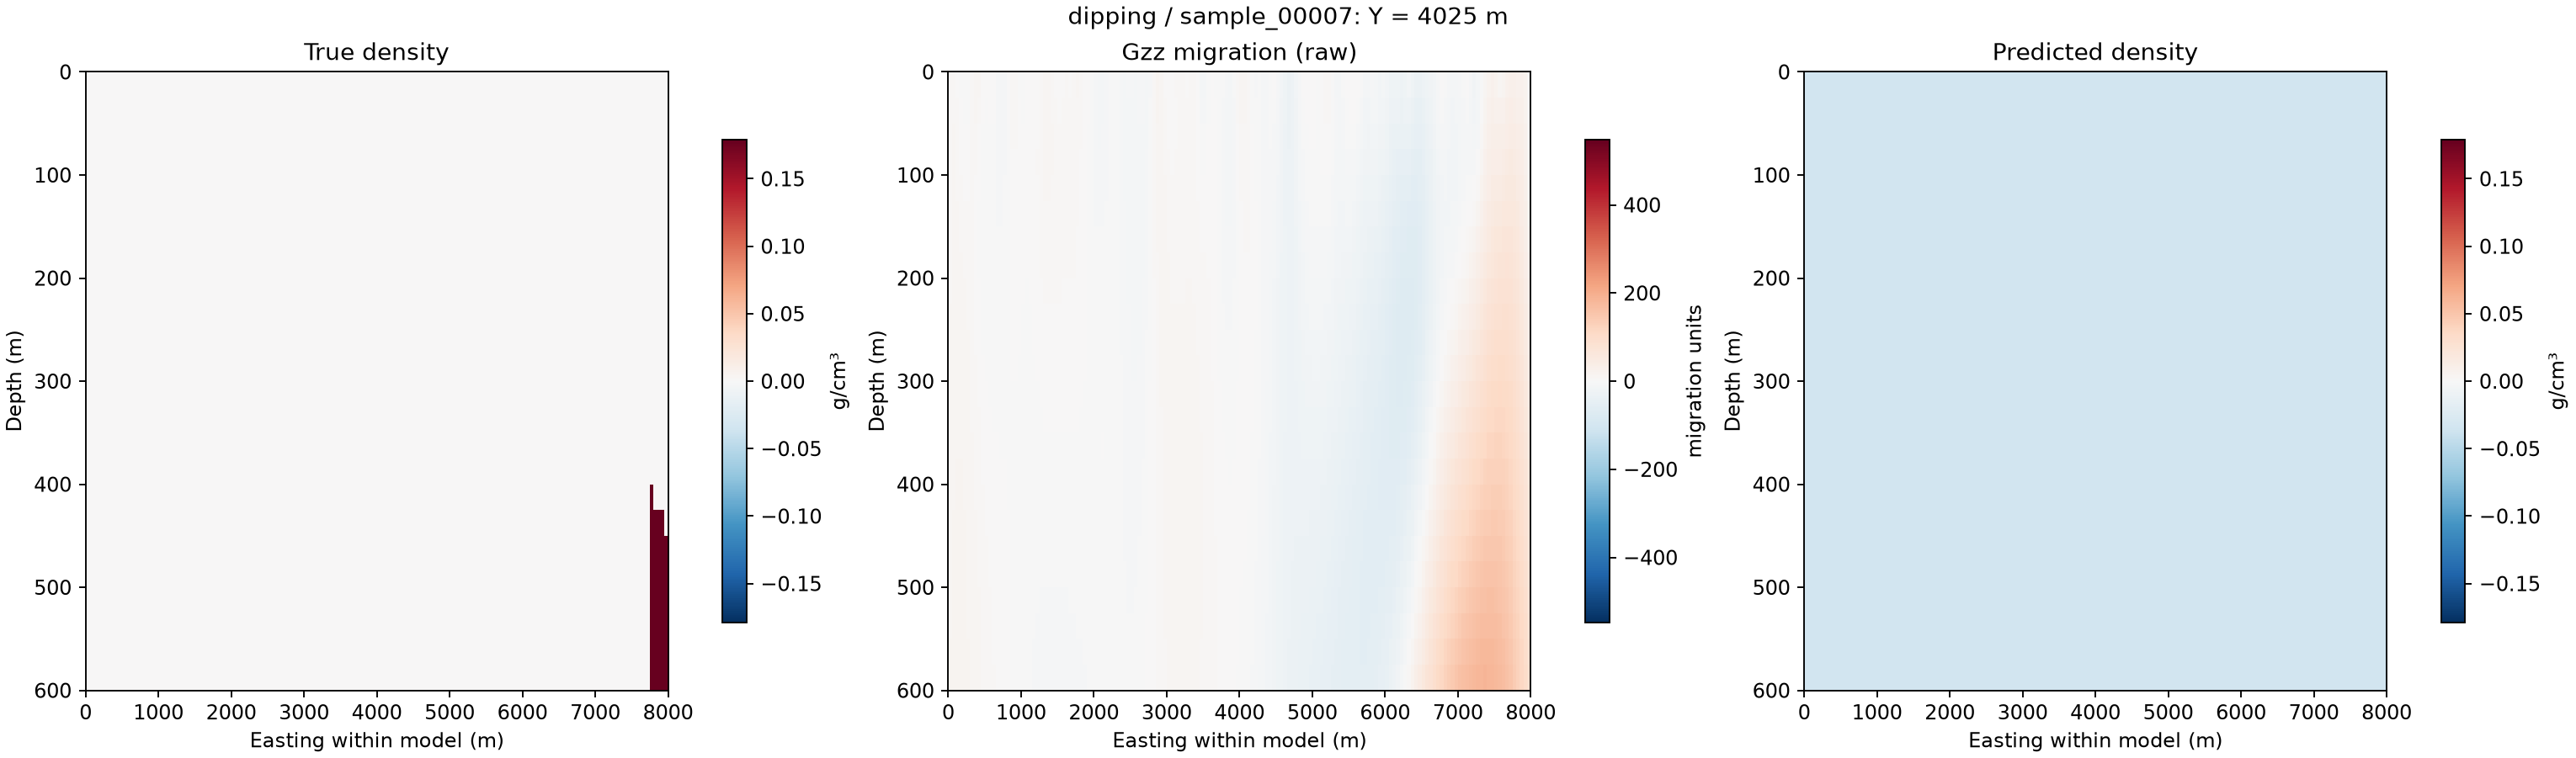 dipping / sample_00007: Y = 4025 m
True density
0
100
200
300
400
500
600
Depth (m)
0 1000 2000 3000 4000 5000 6000 7000 8000
Easting within model (m)
0.15
0.10
0.05
0.00
−0.05
−0.10
−0.15
g/cm³
Gzz migration (raw)
0
100
200
300
400
500
600
Depth (m)
0 1000 2000 3000 4000 5000 6000 7000 8000
Easting within model (m)
400
200
0
−200
−400
migration units
Predicted density
0
100
200
300
400
500
600
Depth (m)
0 1000 2000 3000 4000 5000 6000 7000 8000
Easting within model (m)
0.15
0.10
0.05
0.00
−0.05
−0.10
−0.15
g/cm³